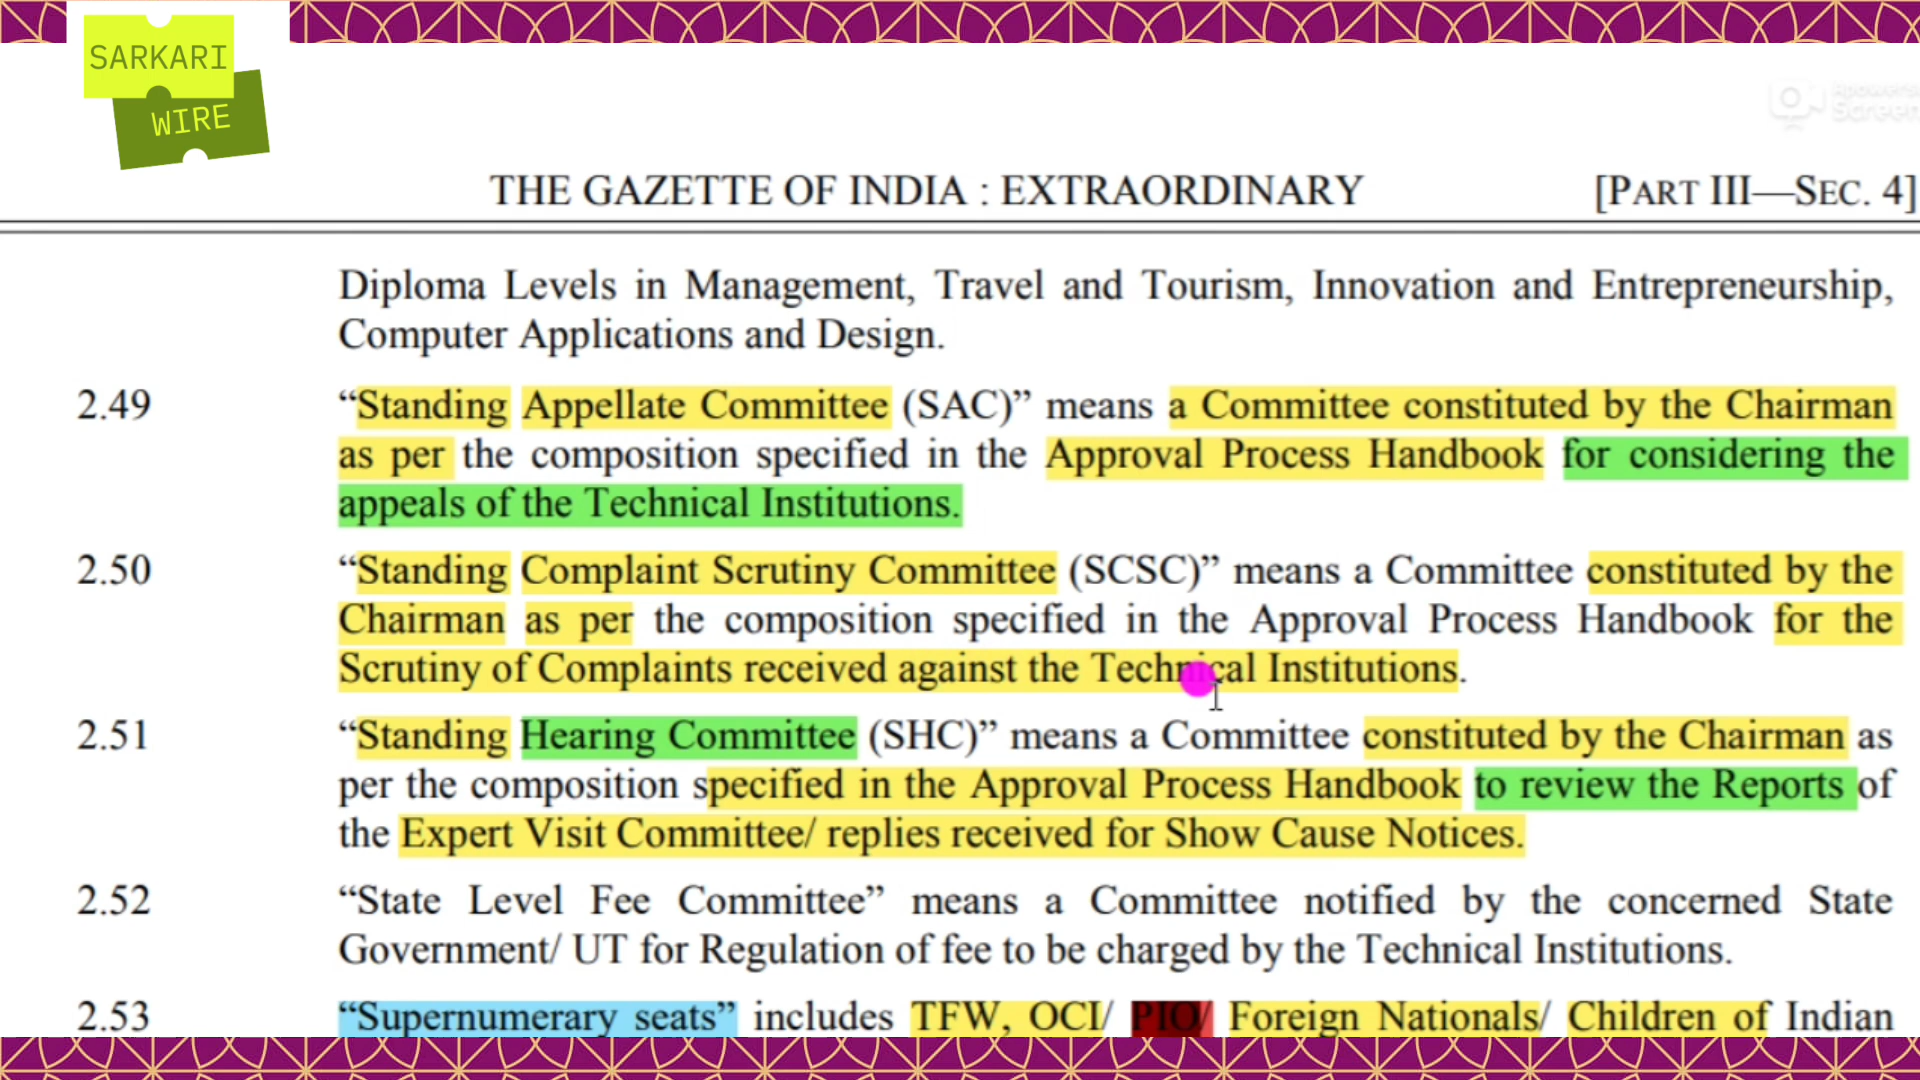 SARKARI
WIRE
Screen
THE GAZETTE OF INDIA : EXTRAORDINARY [PART III—SEC. 4]
Diploma Levels in Management, Travel and Tourism, Innovation and Entrepreneurship,
Computer Applications and Design.
2.49 “Standing Appellate Committee (SAC)” means a Committee constituted by the Chairman
as per the composition specified in the Approval Process Handbook for considering the
appeals of the Technical Institutions.
2.50 “Standing Complaint Scrutiny Committee (SCSC)” means a Committee constituted by the
Chairman as per the composition specified in the Approval Process Handbook for the
Scrutiny of Complaints received against the Technical Institutions.
2.51 “Standing Hearing Committee (SHC)” means a Committee constituted by the Chairman as
per the composition specified in the Approval Process Handbook to review the Reports of
the Expert Visit Committee/ replies received for Show Cause Notices.
2.52 “State Level Fee Committee” means a Committee notified by the concerned State
Government/ UT for Regulation of fee to be charged by the Technical Institutions.
2.53 “Supernumerary seats” includes TFW, OCI/ PIO/ Foreign Nationals/ Children of Indian